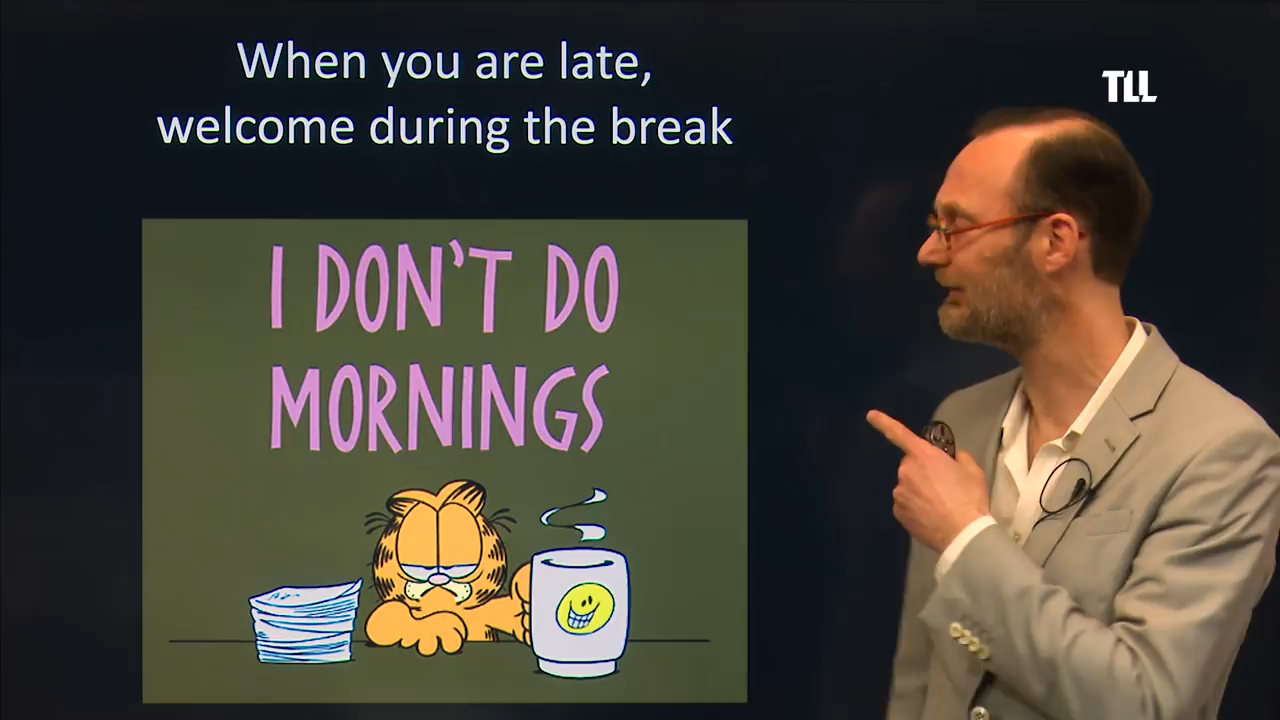 When you are late,
welcome during the break
TLL
I DON'T DO
MORNINGS